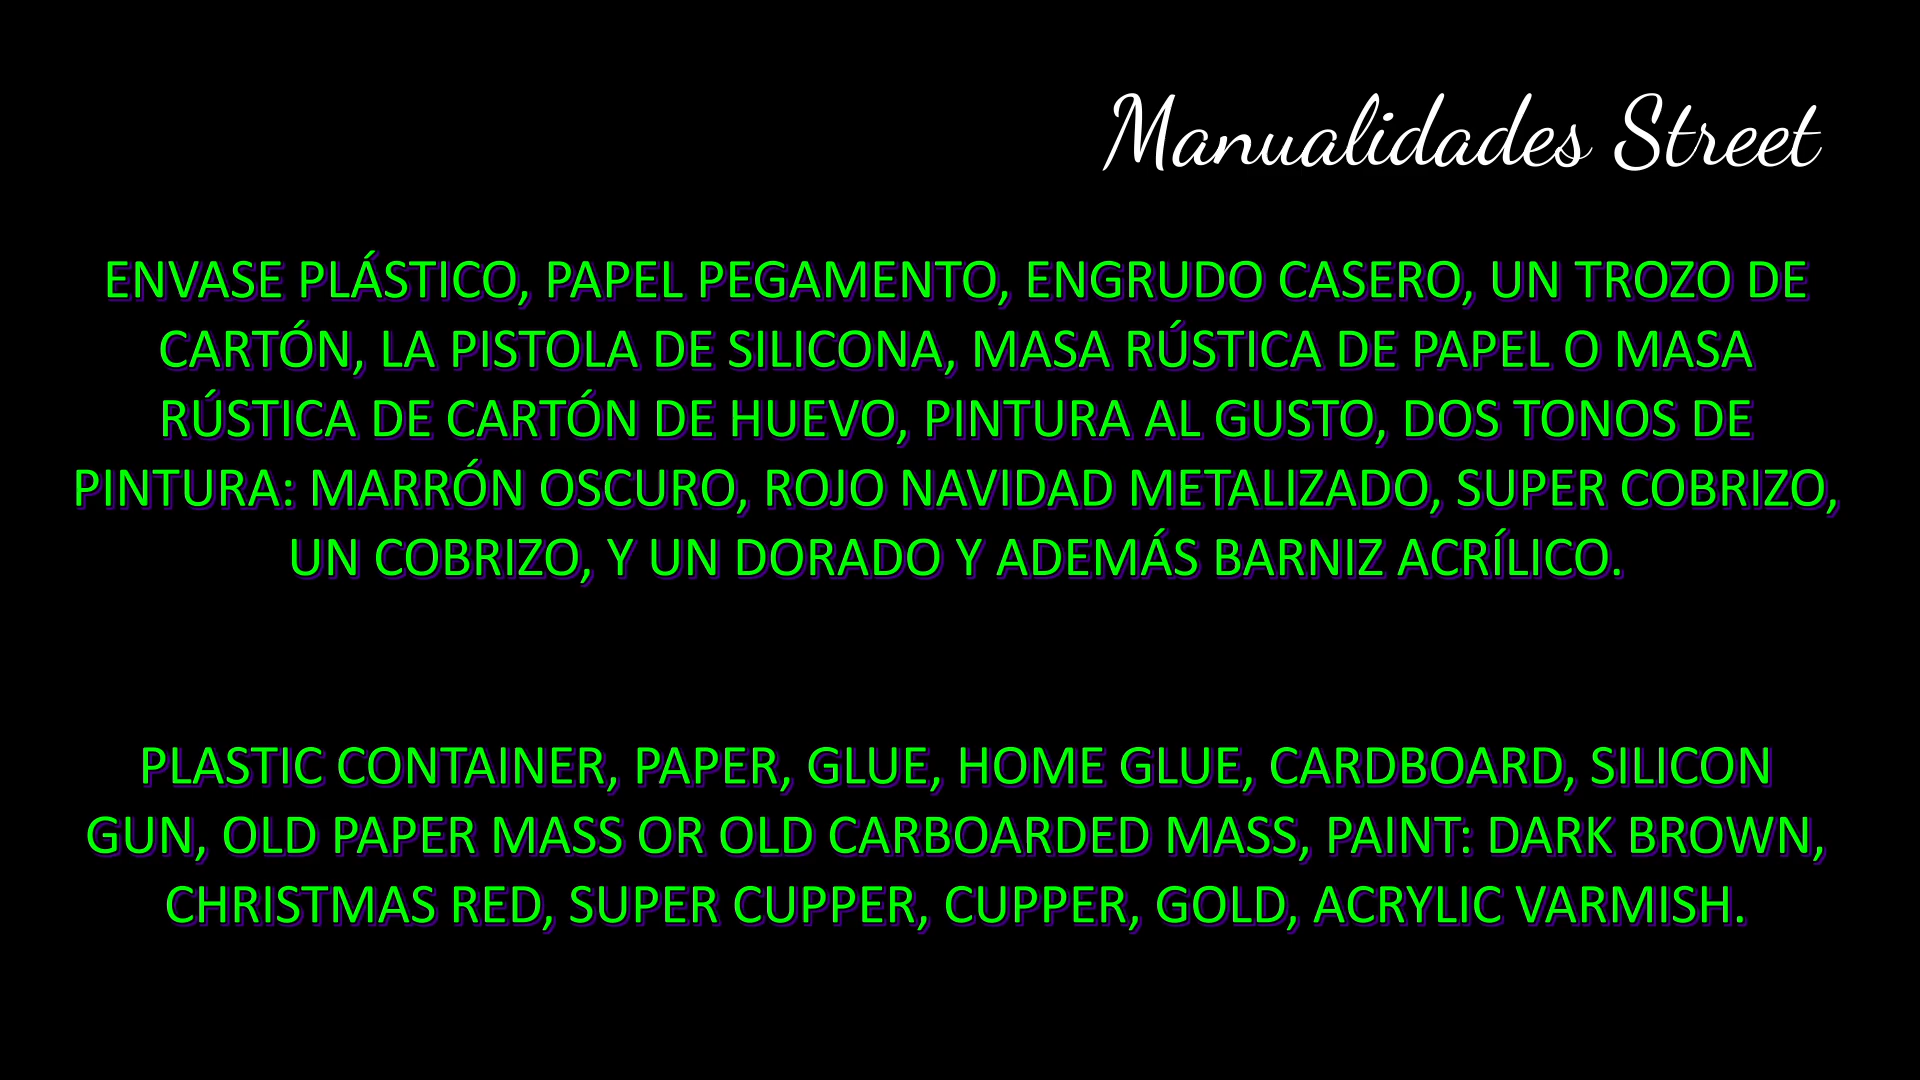 Manualidades Street
ENVASE PLÁSTICO, PAPEL PEGAMENTO, ENGRUDO CASERO, UN TROZO DE
CARTÓN, LA PISTOLA DE SILICONA, MASA RÚSTICA DE PAPEL O MASA
RÚSTICA DE CARTÓN DE HUEVO, PINTURA AL GUSTO, DOS TONOS DE
PINTURA: MARRÓN OSCURO, ROJO NAVIDAD METALIZADO, SUPER COBRIZO,
UN COBRIZO, Y UN DORADO Y ADEMÁS BARNIZ ACRÍLICO.
PLASTIC CONTAINER, PAPER, GLUE, HOME GLUE, CARDBOARD, SILICON
GUN, OLD PAPER MASS OR OLD CARBOARDED MASS, PAINT: DARK BROWN,
CHRISTMAS RED, SUPER CUPPER, CUPPER, GOLD, ACRYLIC VARMISH.